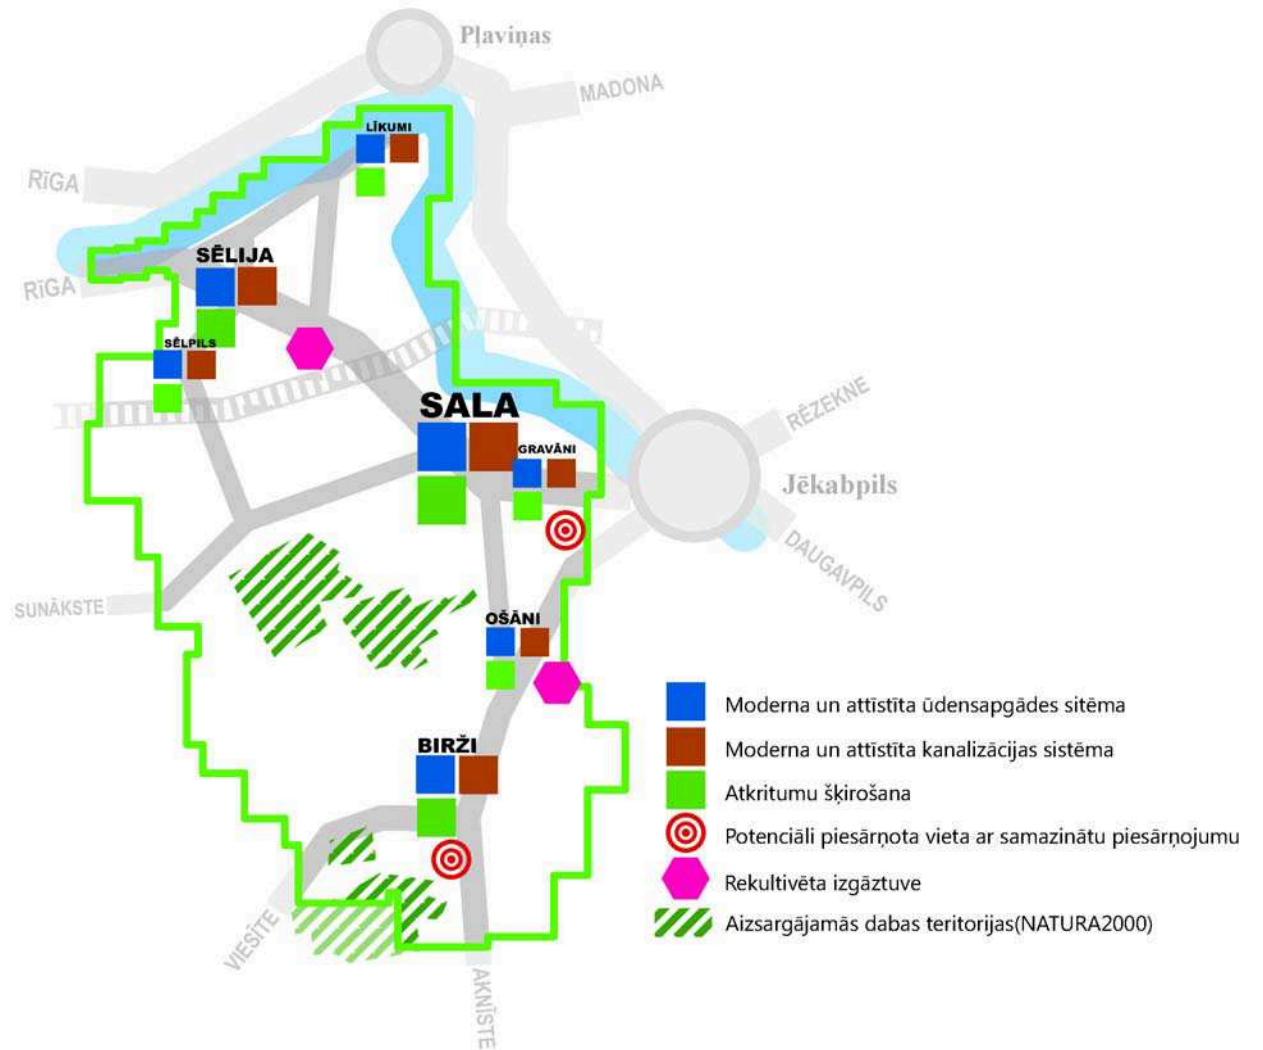 Pļaviņas
MADONA
LĪKUMI
RĪGA
SĒLIJA
RĪGA
SĒLPILS
RĒZEKNE
SALA
GRAVĀNI
Jēkabpils
DAUGAVPILS
SUNĀKSTE
OŠĀNI
Moderna un attīstīta ūdensapgādes sitēma
BIRŽI
Moderna un attīstīta kanalizācijas sistēma
Atkritumu šķirošana
Potenciāli piesārņota vieta ar samazinātu piesārņojumu
Rekultivēta izgāztuve
Aizsargājamās dabas teritorijas(NATURA2000)
VIESĪTE
AKNĪSTE